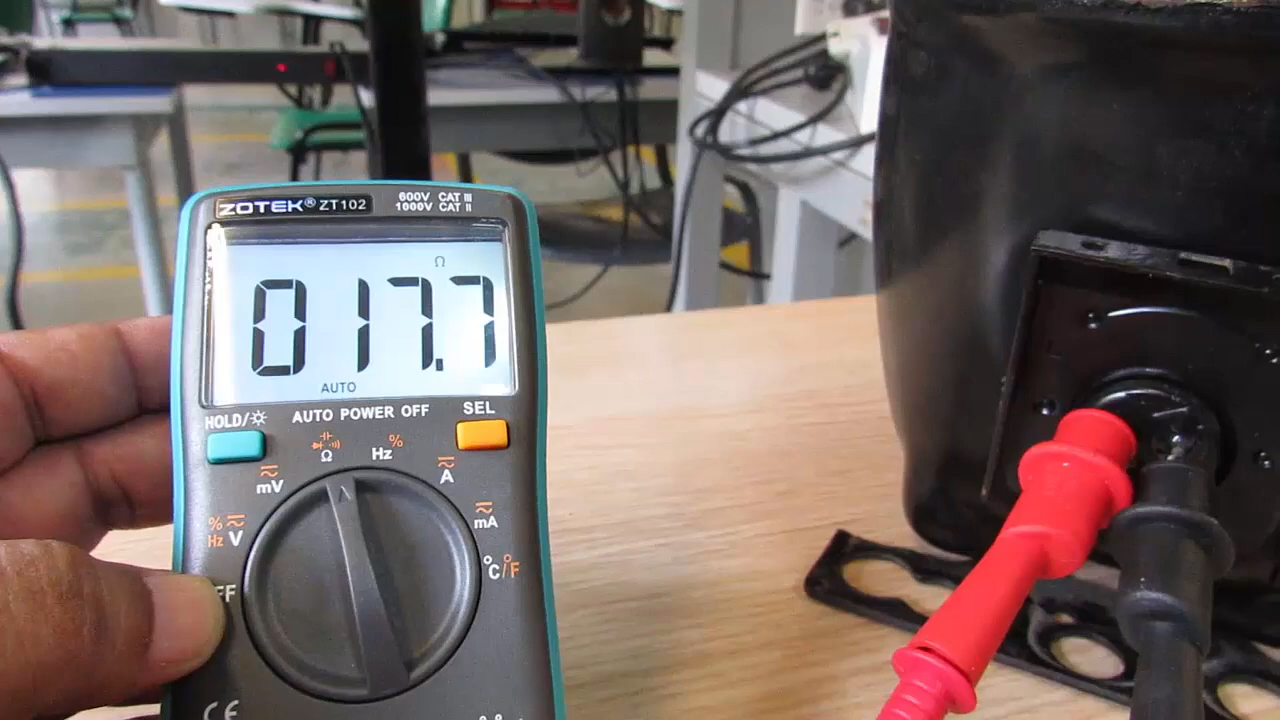 ZOTEK® ZT102
600V CAT III
1000V CAT II
Ω
017.7
AUTO
HOLD/
AUTO POWER OFF
SEL
Ω
Hz%
mV
A
% Hz V
mA
°C/°F
FF
CE